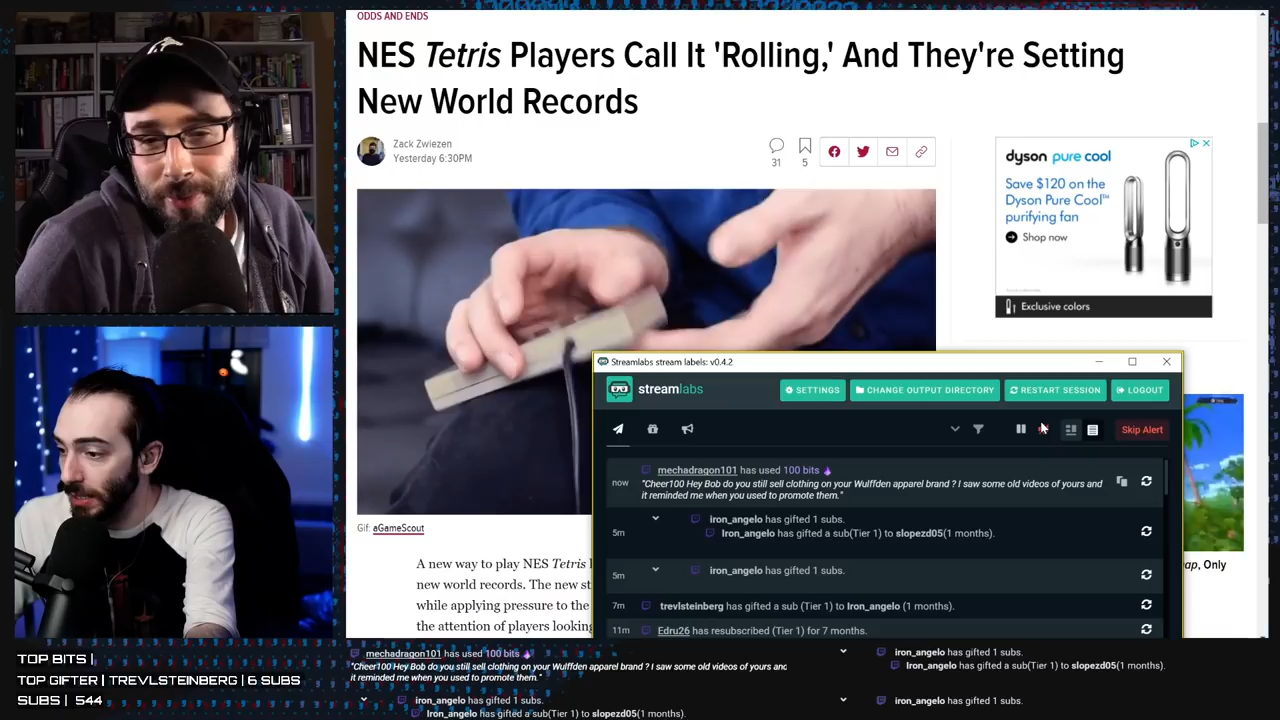 ODDS AND ENDS
NES Tetris Players Call It 'Rolling,' And They're Setting
New World Records
Zack Zwiezen
Yesterday 6:30PM
31
5
dyson pure cool
Save $120 on the
Dyson Pure Cool™
purifying fan
Shop now
Exclusive colors
Gif: aGameScout
A new way to play NES Tetris
new world records. The new
while applying pressure to the
the attention of players looking
Only
Streamlabs stream labels: v0.4.2
streamlabs
SETTINGS
CHANGE OUTPUT DIRECTORY
RESTART SESSION
LOGOUT
Skip Alert
now
mechadragon101 has used 100 bits
"Cheer100 Hey Bob do you still sell clothing on your Wulffden apparel brand ? I saw some old videos of yours and
it reminded me when you used to promote them."
5m
iron_angelo has gifted 1 subs.
Iron_angelo has gifted a sub(Tier 1) to slopezd05(1 months).
5m
iron_angelo has gifted 1 subs.
7m
trevlsteinberg has gifted a sub (Tier 1) to Iron_angelo (1 months).
11m
Edru26 has resubscribed (Tier 1) for 7 months.
TOP BITS |
TOP GIFTER | TREVLSTEINBERG | 6 SUBS
SUBS | 544
mechadragon101 has used 100 bits
"Cheer100 Hey Bob do you still sell clothing on your Wulffden apparel brand ? I saw some old videos of yours and
it reminded me when you used to promote them."
iron_angelo has gifted 1 subs.
Iron_angelo has gifted a sub(Tier 1) to slopezd05(1 months).
iron_angelo has gifted 1 subs.
Iron_angelo has gifted a sub(Tier 1) to slopezd05(1 months).
iron_angelo has gifted 1 subs.